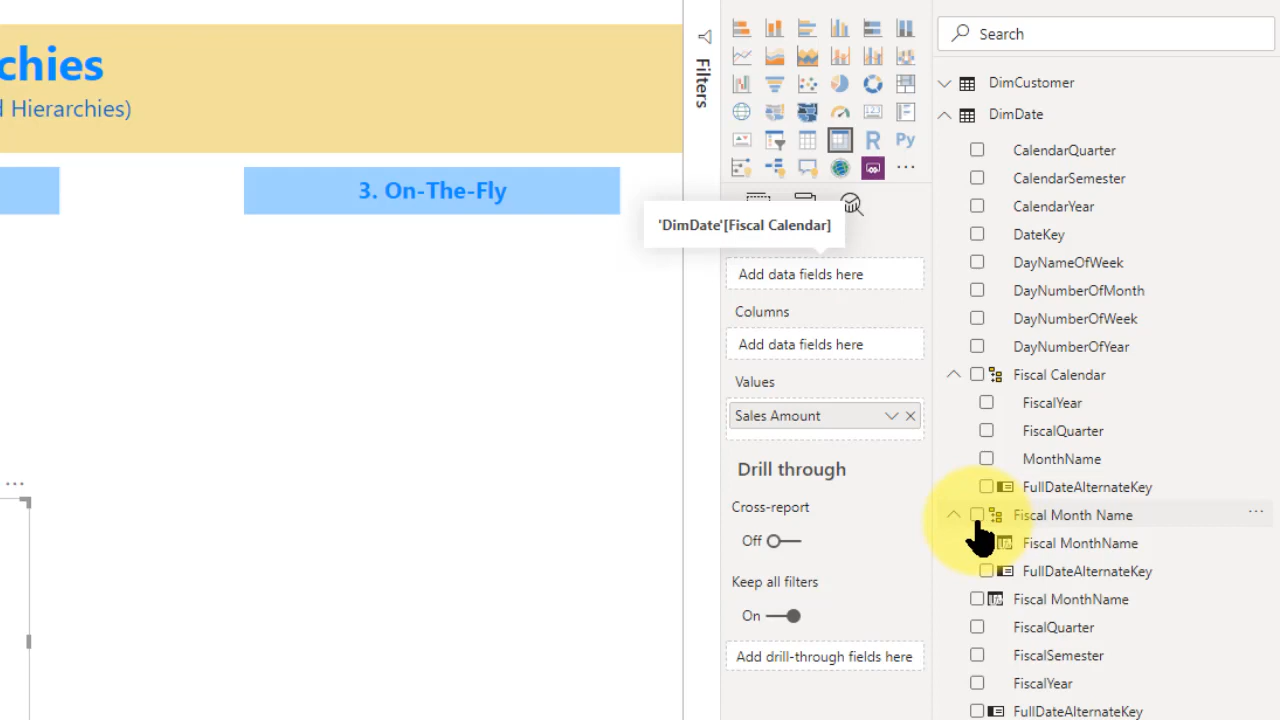 chies
d Hierarchies)
3. On-The-Fly
Filters
123
R
Py
...
'DimDate'[Fiscal Calendar]
Add data fields here
Columns
Add data fields here
Values
Sales Amount
Drill through
Cross-report
Off
Keep all filters
On
Add drill-through fields here
Search
DimCustomer
DimDate
CalendarQuarter
CalendarSemester
CalendarYear
DateKey
DayNameOfWeek
DayNumberOfMonth
DayNumberOfWeek
DayNumberOfYear
Fiscal Calendar
FiscalYear
FiscalQuarter
MonthName
FullDateAlternateKey
Fiscal Month Name
Fiscal MonthName
FullDateAlternateKey
Fiscal MonthName
FiscalQuarter
FiscalSemester
FiscalYear
FullDateAlternateKey